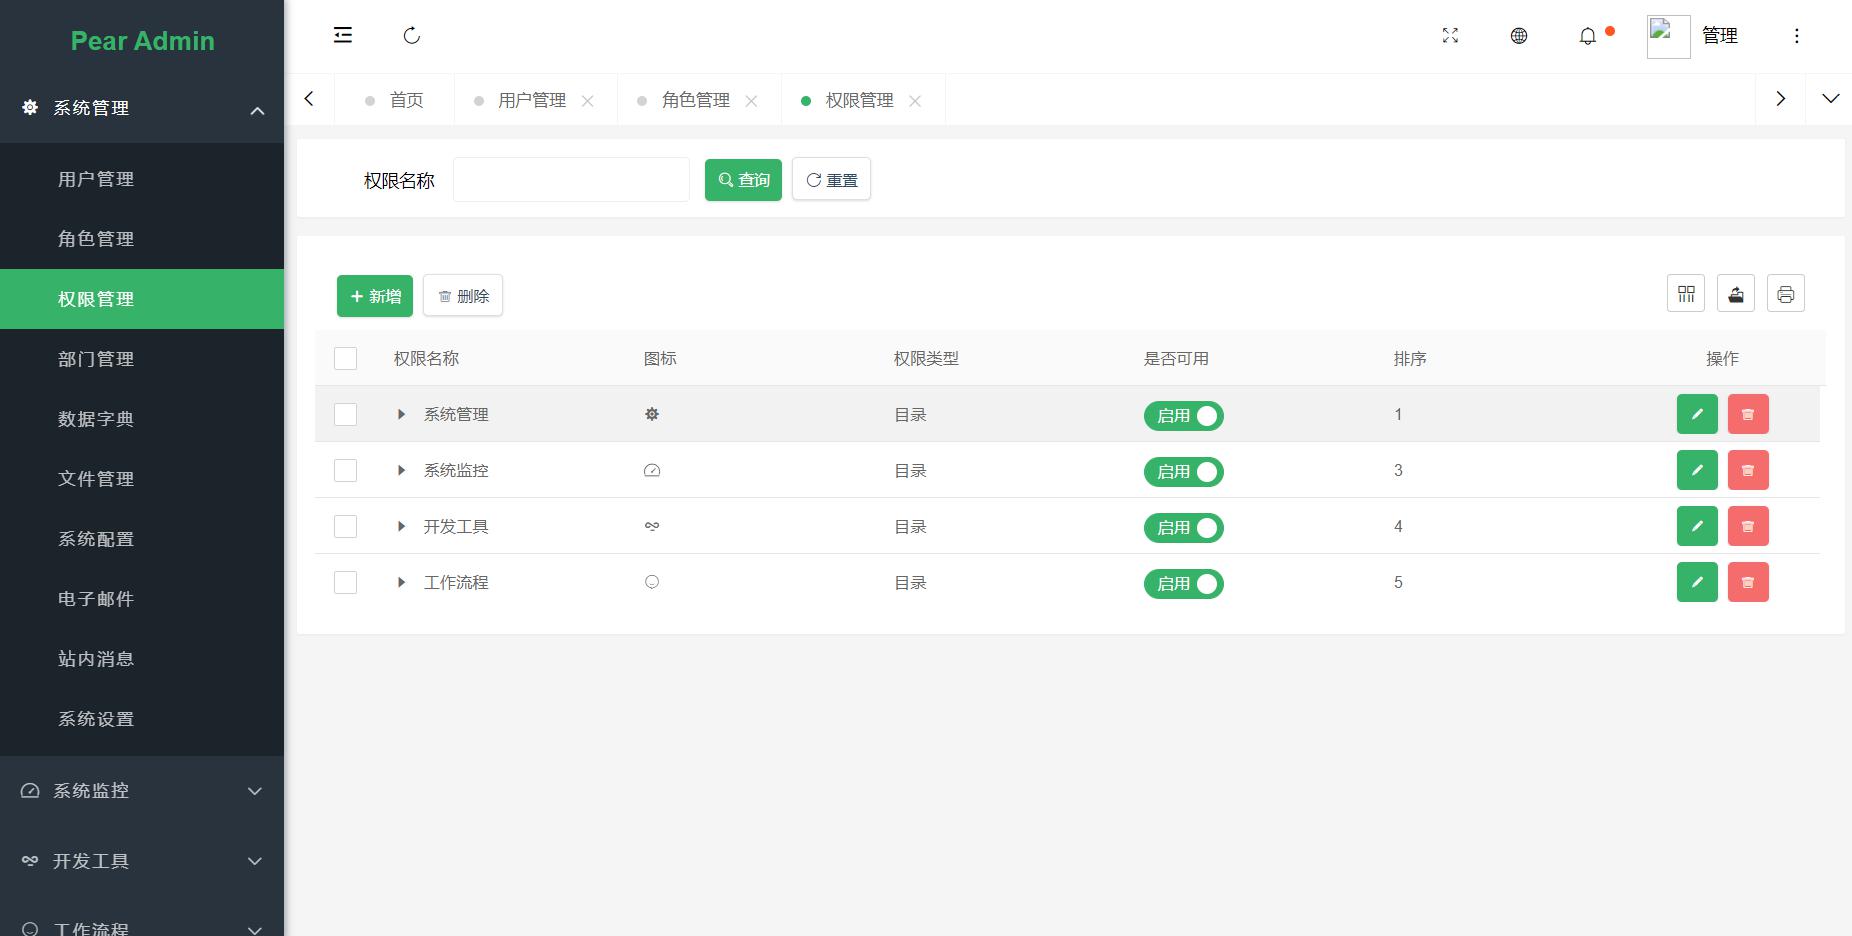 Pear Admin
系统管理
用户管理
角色管理
权限管理
部门管理
数据字典
文件管理
系统配置
电子邮件
站内消息
系统设置
系统监控
开发工具
工作流程
管理
首页 用户管理 角色管理 权限管理
权限名称 查询 重置
新增 删除
权限名称 图标 权限类型 是否可用 排序 操作
系统管理 目录 启用 1
系统监控 目录 启用 3
开发工具 目录 启用 4
工作流程 目录 启用 5